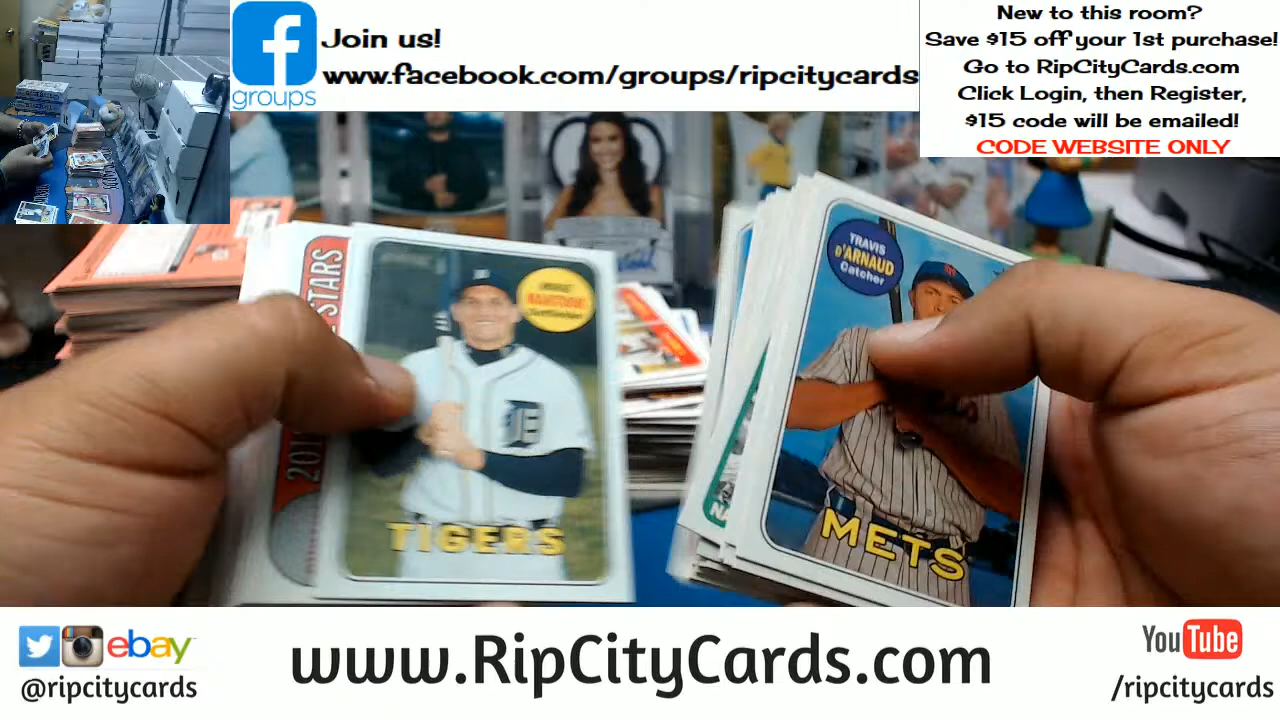 groups
Join us!
www.facebook.com/groups/ripcitycards
New to this room?
Save $15 off your 1st purchase!
Go to RipCityCards.com
Click Login, then Register,
$15 code will be emailed!
CODE WEBSITE ONLY
STARS
201
TIGERS
TRAVIS
D'ARNAUD
Catcher
METS
NA
ebay
@ripcitycards
www.RipCityCards.com
YouTube
/ripcitycards